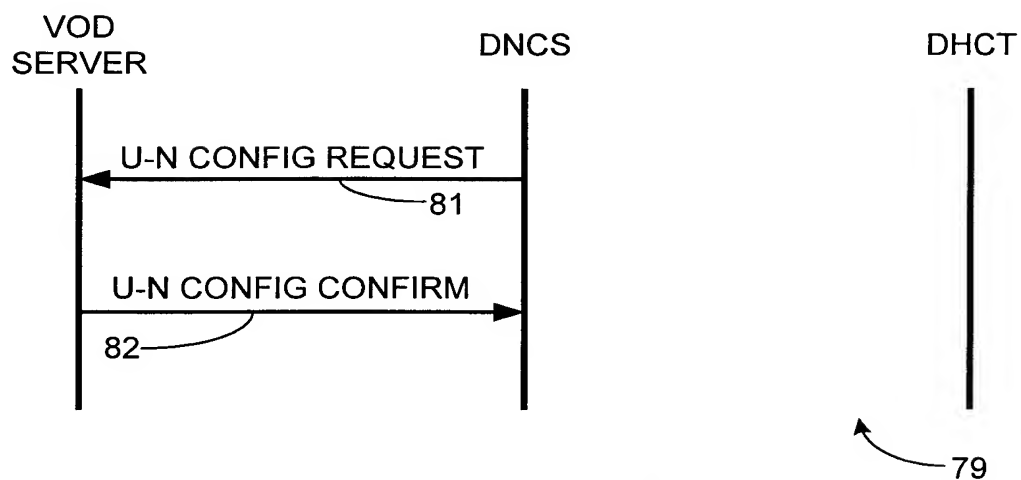 VOD
SERVER
DNCS
DHCT
U-N CONFIG REQUEST
81
U-N CONFIG CONFIRM
82
79